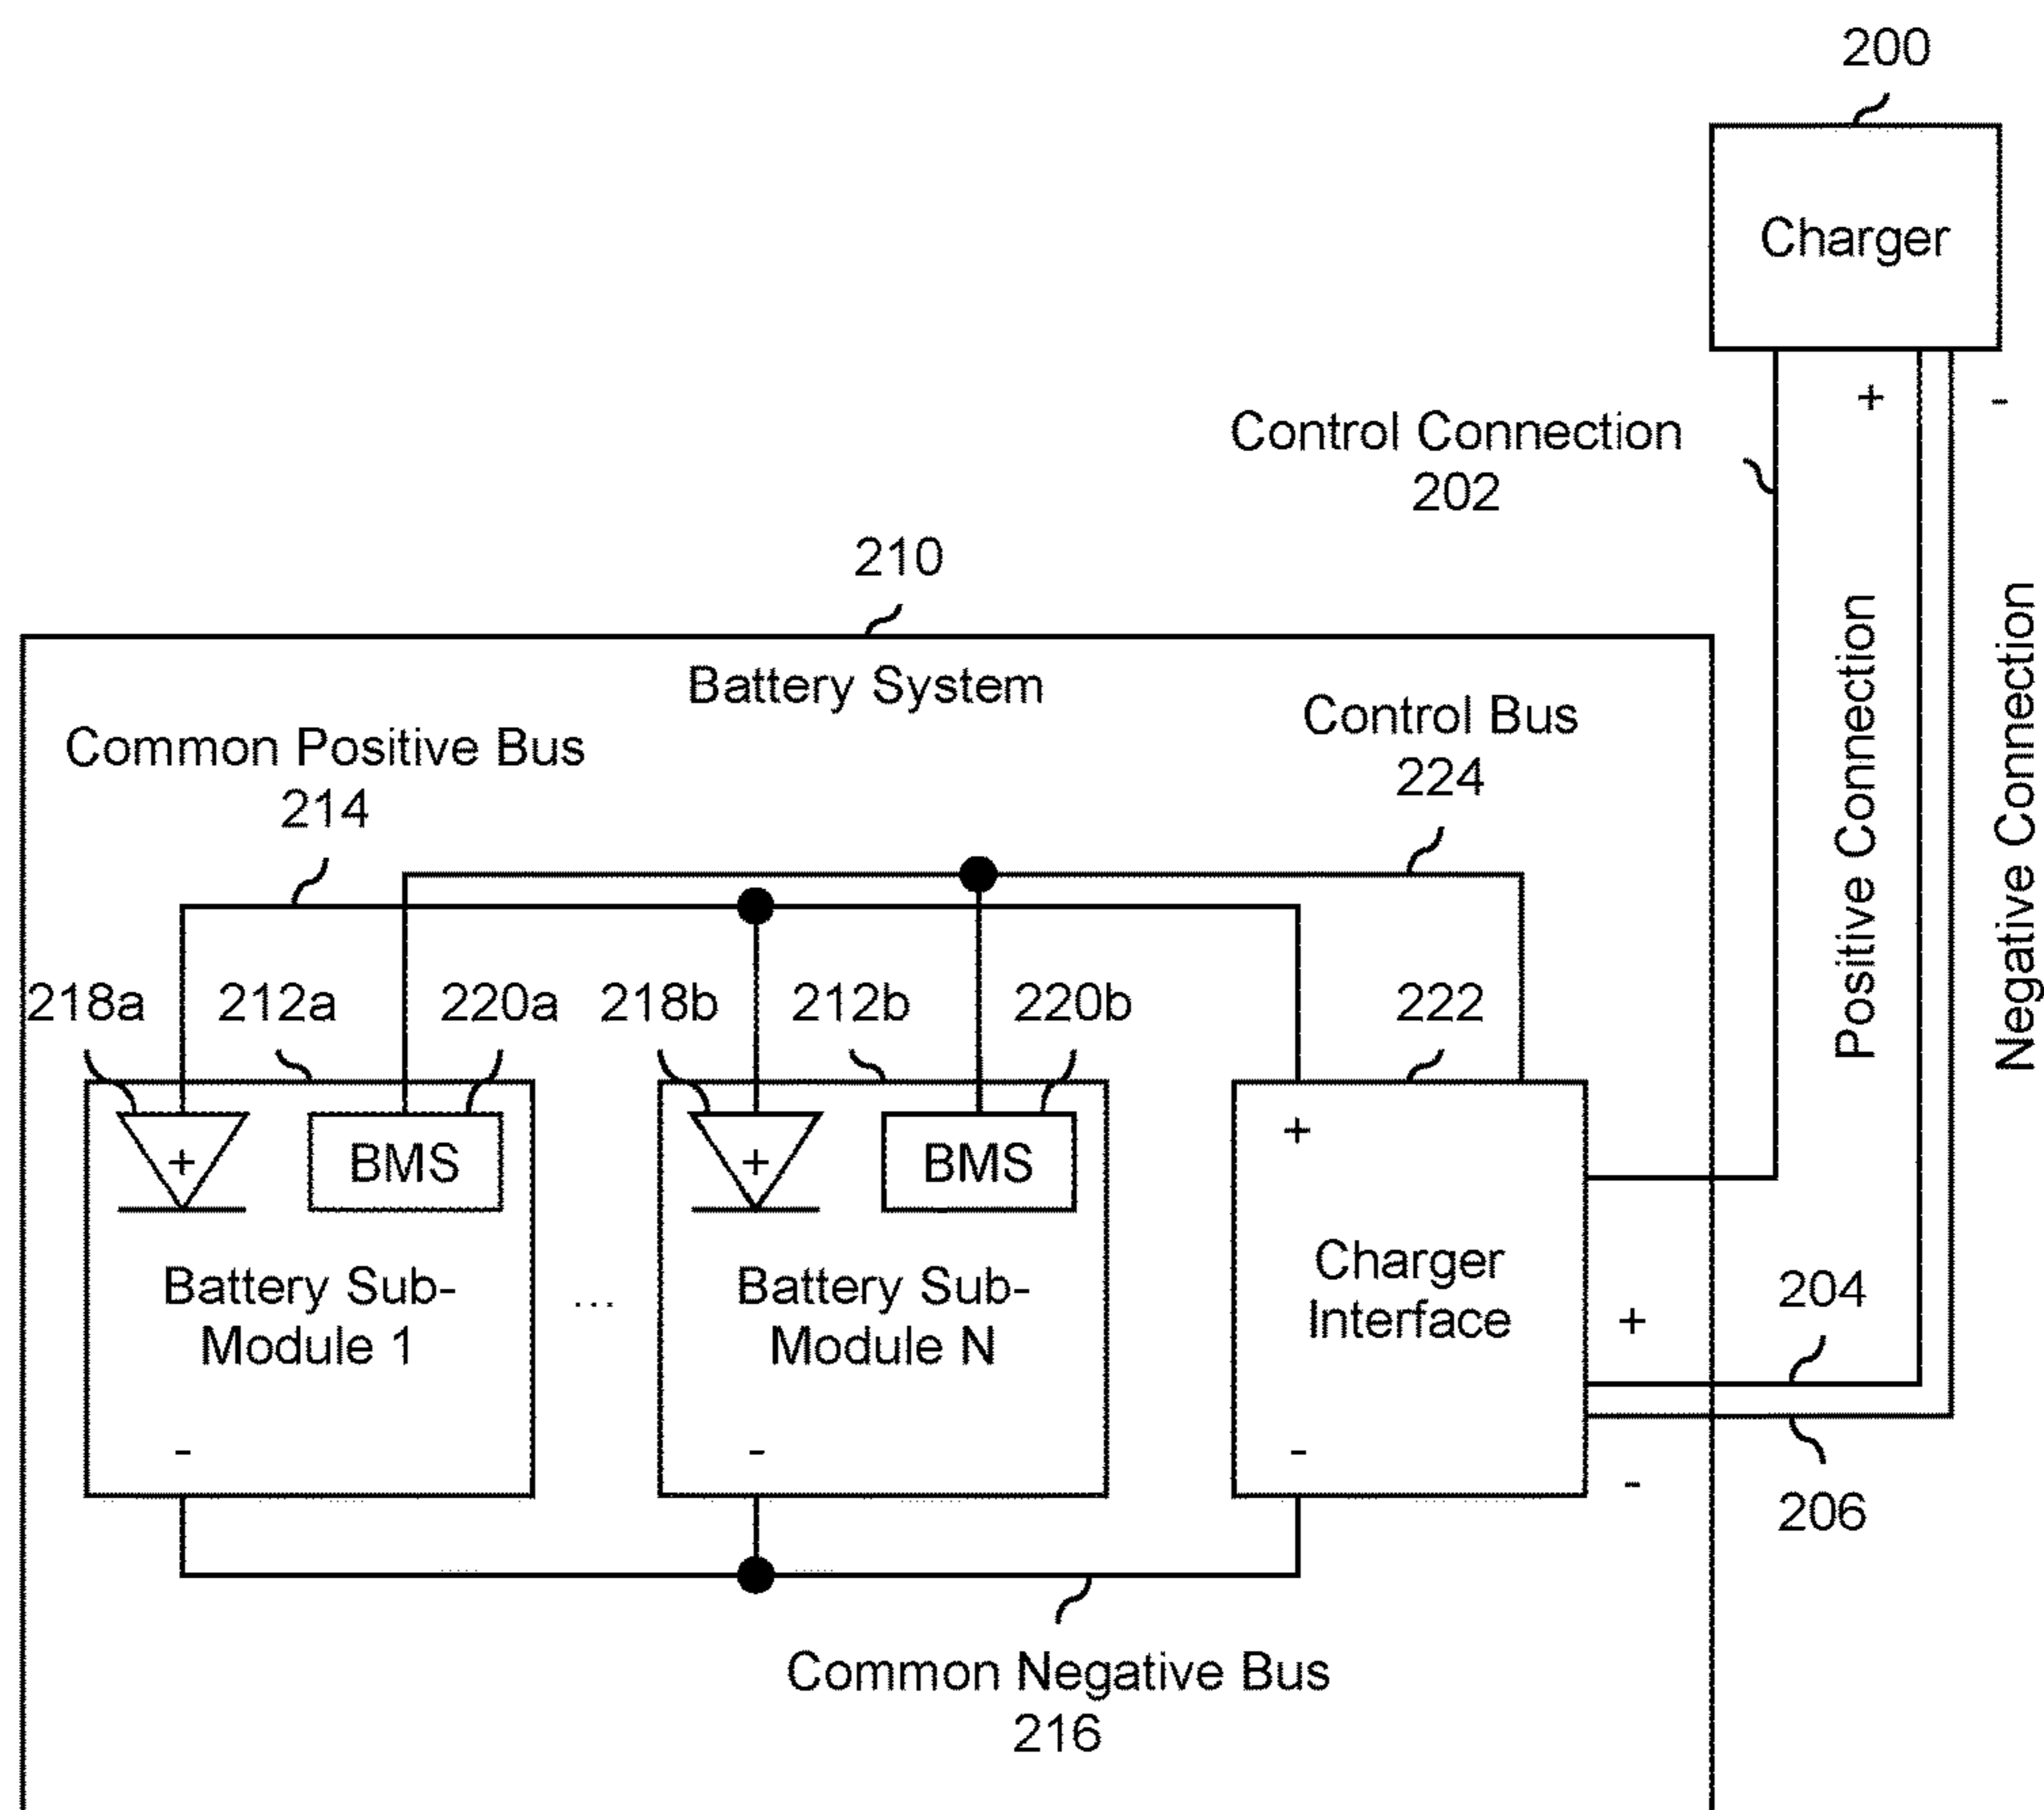 200
Charger
+
-
Control Connection
202
210
Positive Connection
Negative Connection
Battery System
Common Positive Bus
214
Control Bus
224
218a 212a 220a 218b 212b 220b 222
+ BMS + BMS +
Battery Sub-
Module 1
...
Battery Sub-
Module N
Charger
Interface
204
+
- - -
-
206
Common Negative Bus
216